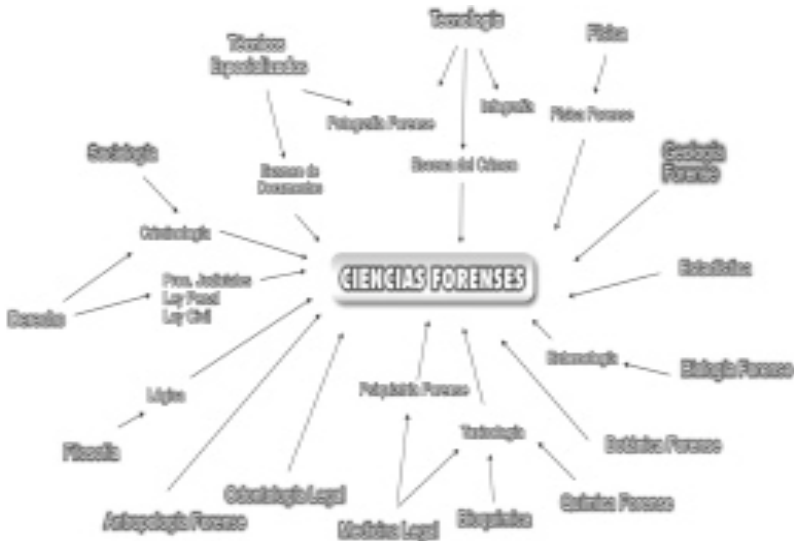 Tecnología
Física
Técnicos
Especializados
Infografía
Fotografía Forense
Física Forense
Sociología
Examen de
Documentos
Escena del Crimen
Geología
Forense
Criminología
CIENCIAS FORENSES
Estadística
Proc. Judiciales
Ley Penal
Ley Civil
Derecho
Entomología
Biología Forense
Lógica
Psiquiatría Forense
Toxicología
Botánica Forense
Filosofía
Odontología Legal
Química Forense
Antropología Forense
Medicina Legal
Bioquímica